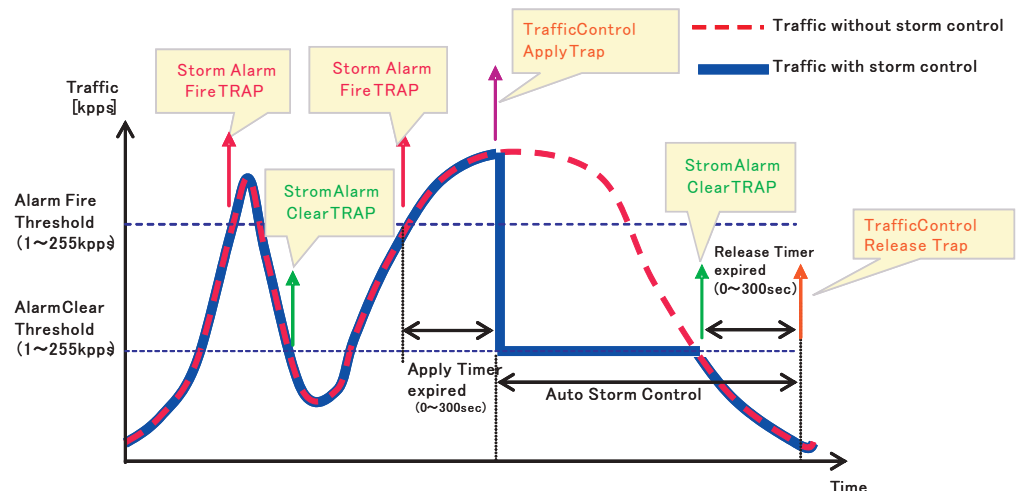 TrafficControl
ApplyTrap
Traffic without storm control
Traffic with storm control
Storm Alarm
FireTRAP
Storm Alarm
FireTRAP
Traffic
[kpps]
StromAlarm
ClearTRAP
StromAlarm
ClearTRAP
Alarm Fire
Threshold
(1～255kpps)
TrafficControl
Release Trap
Release Timer
expired
(0～300sec)
AlarmClear
Threshold
(1～255kpps)
Apply Timer
expired
(0～300sec)
Auto Storm Control
Time